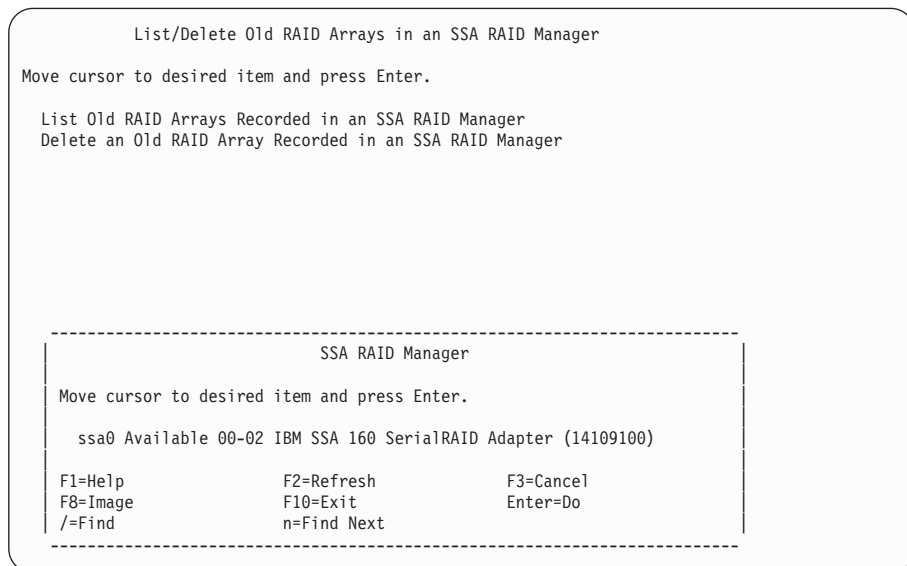 List/Delete Old RAID Arrays in an SSA RAID Manager
Move cursor to desired item and press Enter.
List Old RAID Arrays Recorded in an SSA RAID Manager
Delete an Old RAID Array Recorded in an SSA RAID Manager
SSA RAID Manager
Move cursor to desired item and press Enter.
ssa0 Available 00-02 IBM SSA 160 SerialRAID Adapter (14109100)
F1=Help F2=Refresh F3=Cancel
F8=Image F10=Exit Enter=Do
/=Find n=Find Next